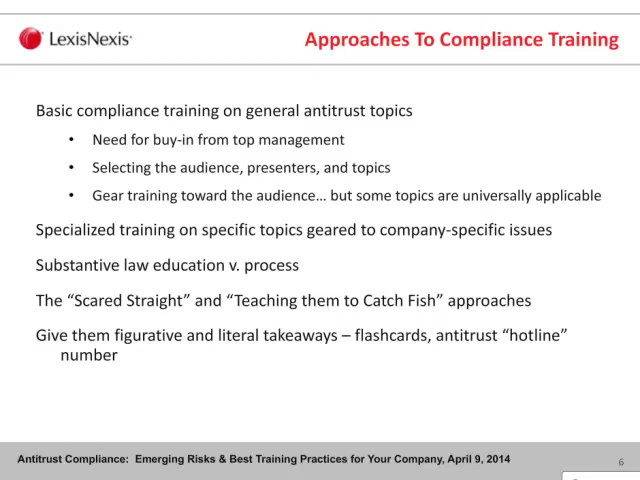 LexisNexis®
Approaches To Compliance Training
Basic compliance training on general antitrust topics
• Need for buy-in from top management
• Selecting the audience, presenters, and topics
• Gear training toward the audience… but some topics are universally applicable
Specialized training on specific topics geared to company-specific issues
Substantive law education v. process
The “Scared Straight” and “Teaching them to Catch Fish” approaches
Give them figurative and literal takeaways – flashcards, antitrust “hotline”
number
Antitrust Compliance: Emerging Risks & Best Training Practices for Your Company, April 9, 2014
6